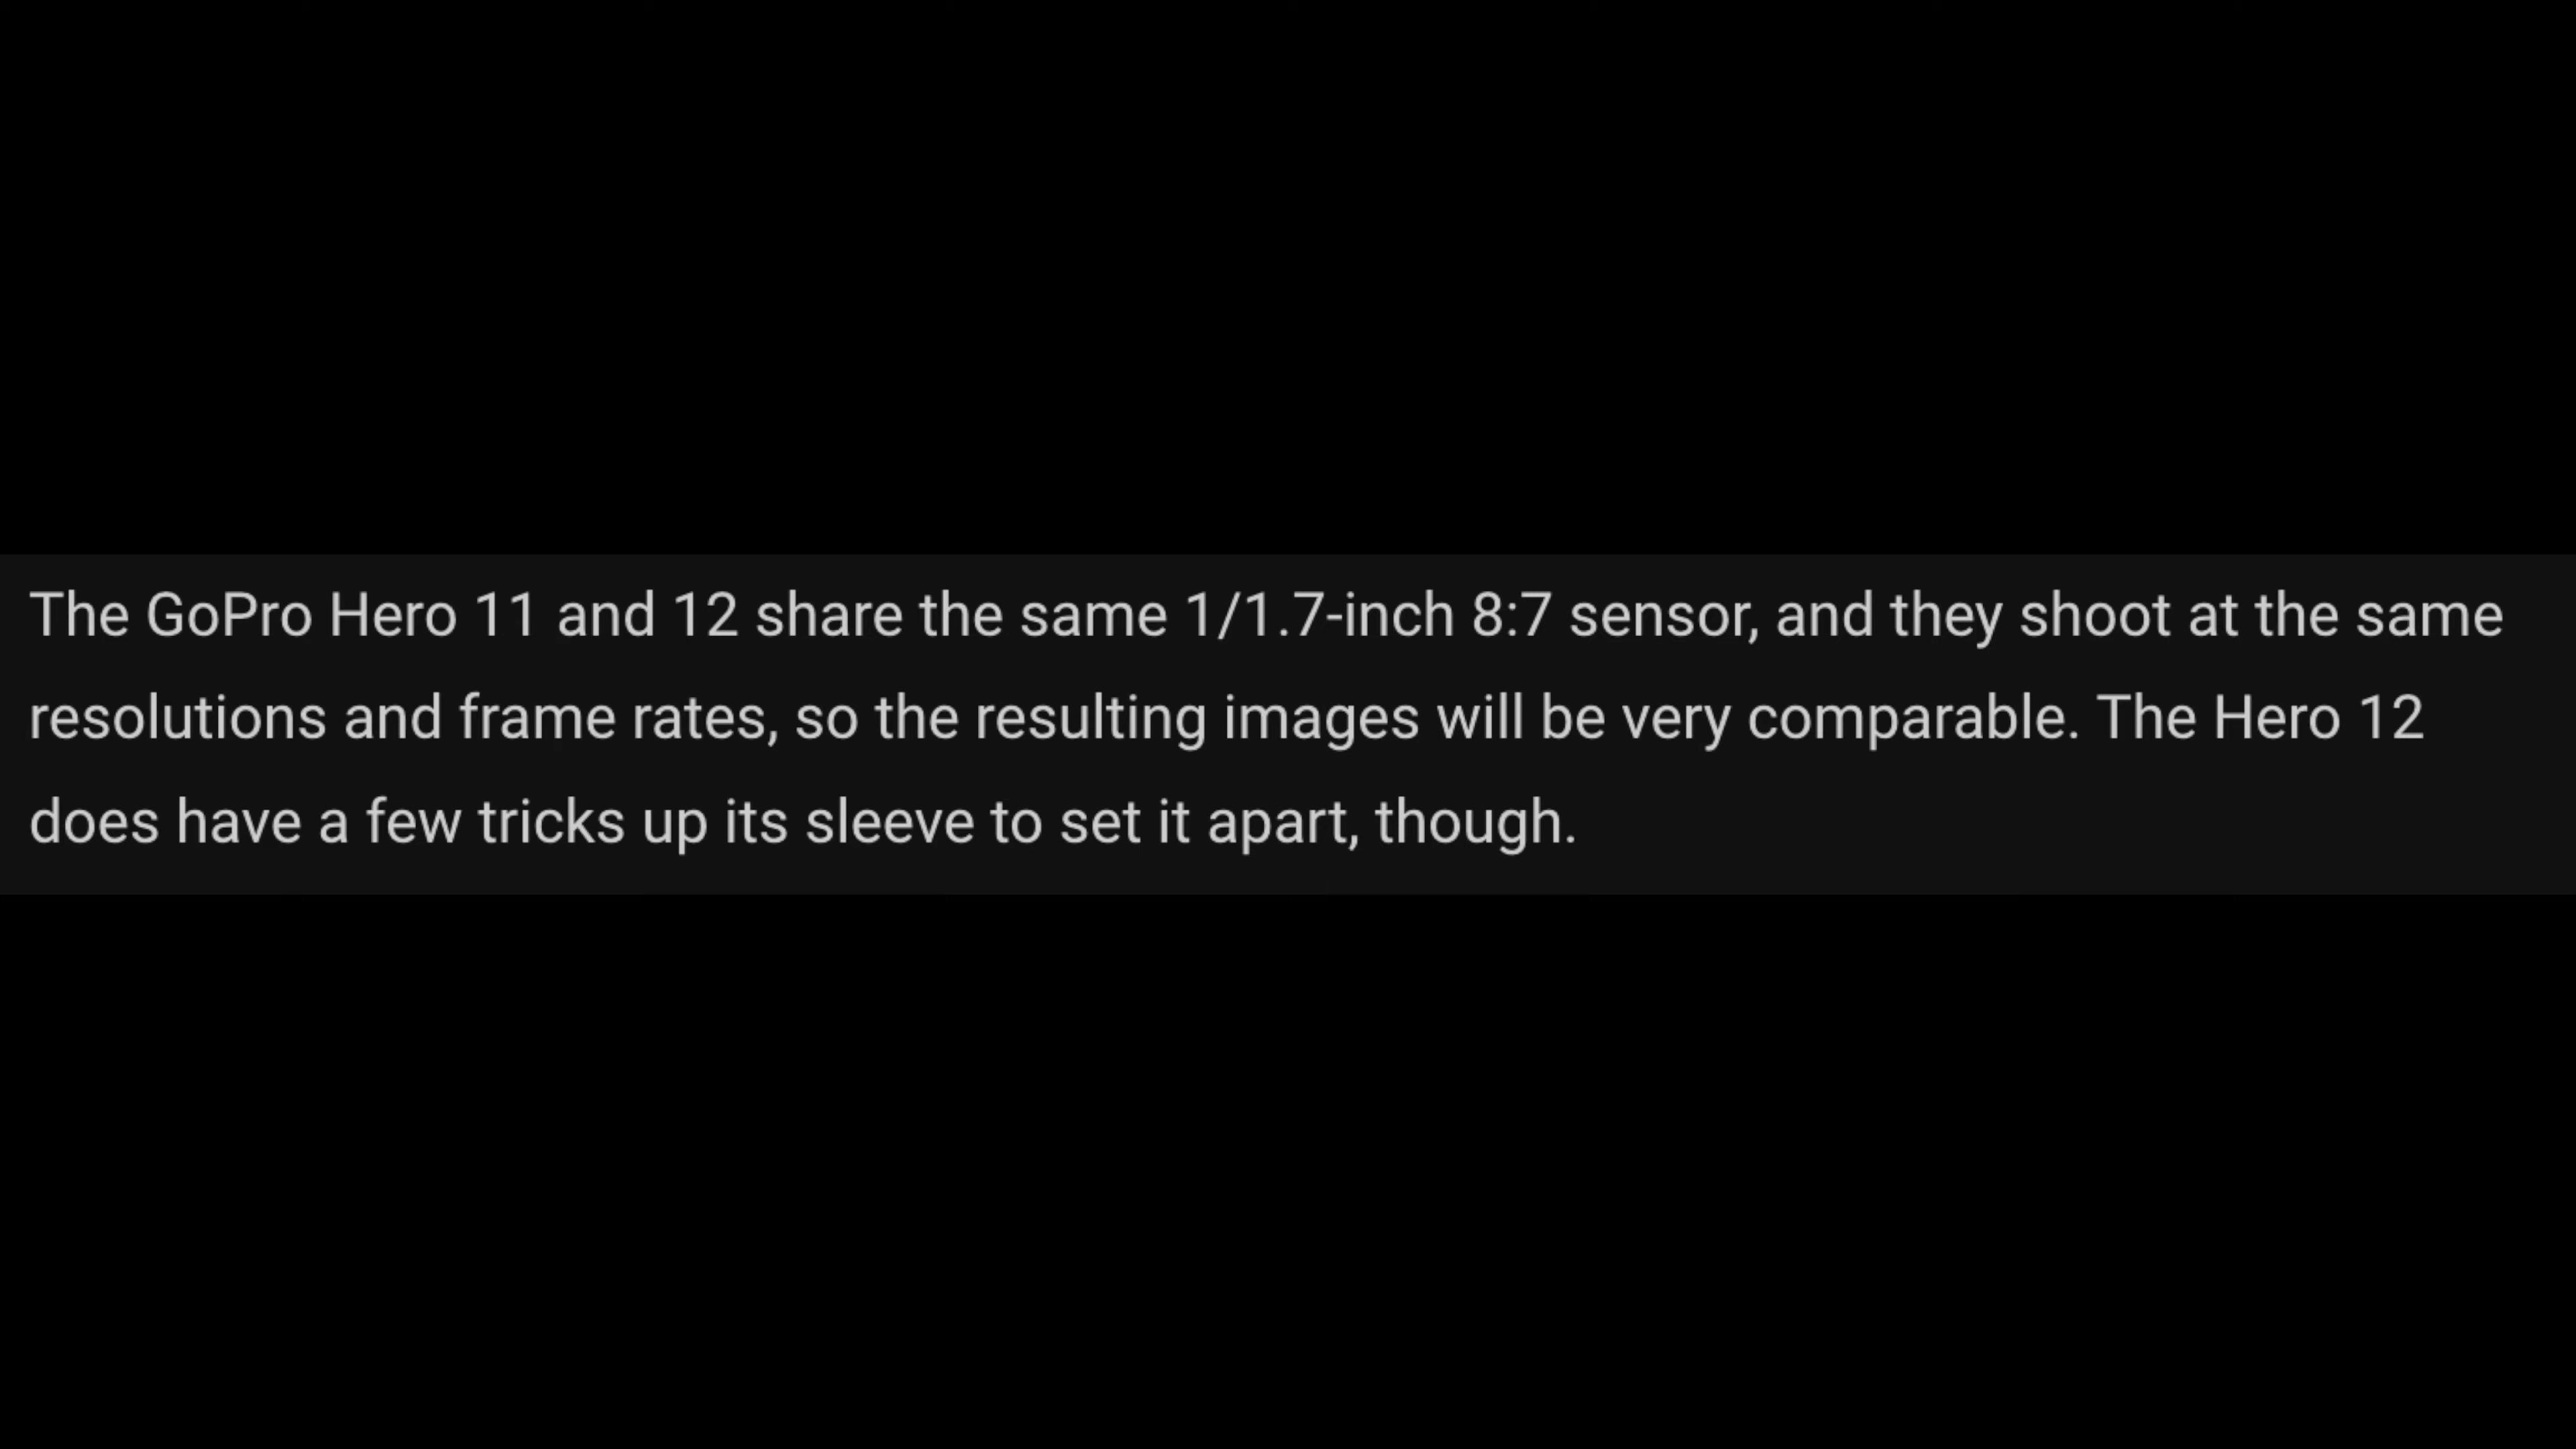 The GoPro Hero 11 and 12 share the same 1/1.7-inch 8:7 sensor, and they shoot at the same
resolutions and frame rates, so the resulting images will be very comparable. The Hero 12
does have a few tricks up its sleeve to set it apart, though.